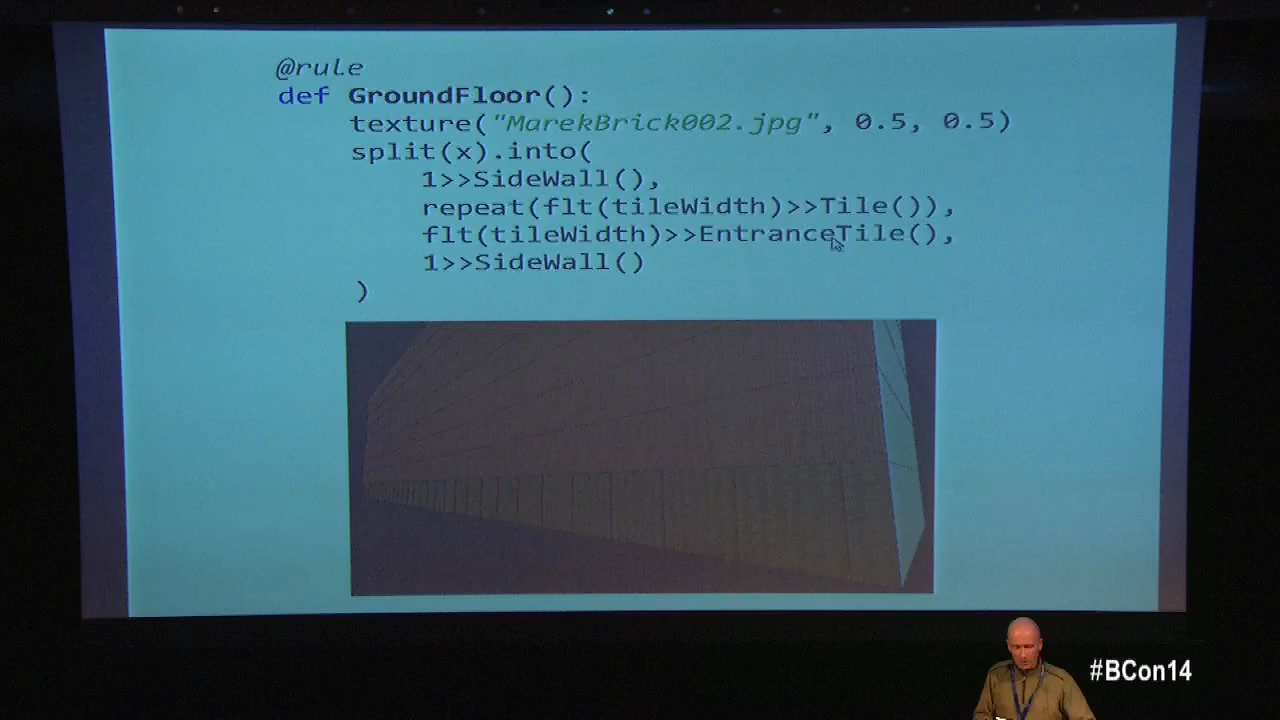 @rule
def GroundFloor():
texture("MarekBrick002.jpg", 0.5, 0.5)
split(x).into(
1>>SideWall(),
repeat(flt(tileWidth)>>Tile()),
flt(tileWidth)>>EntranceTile(),
1>>SideWall()
)
#BCon14